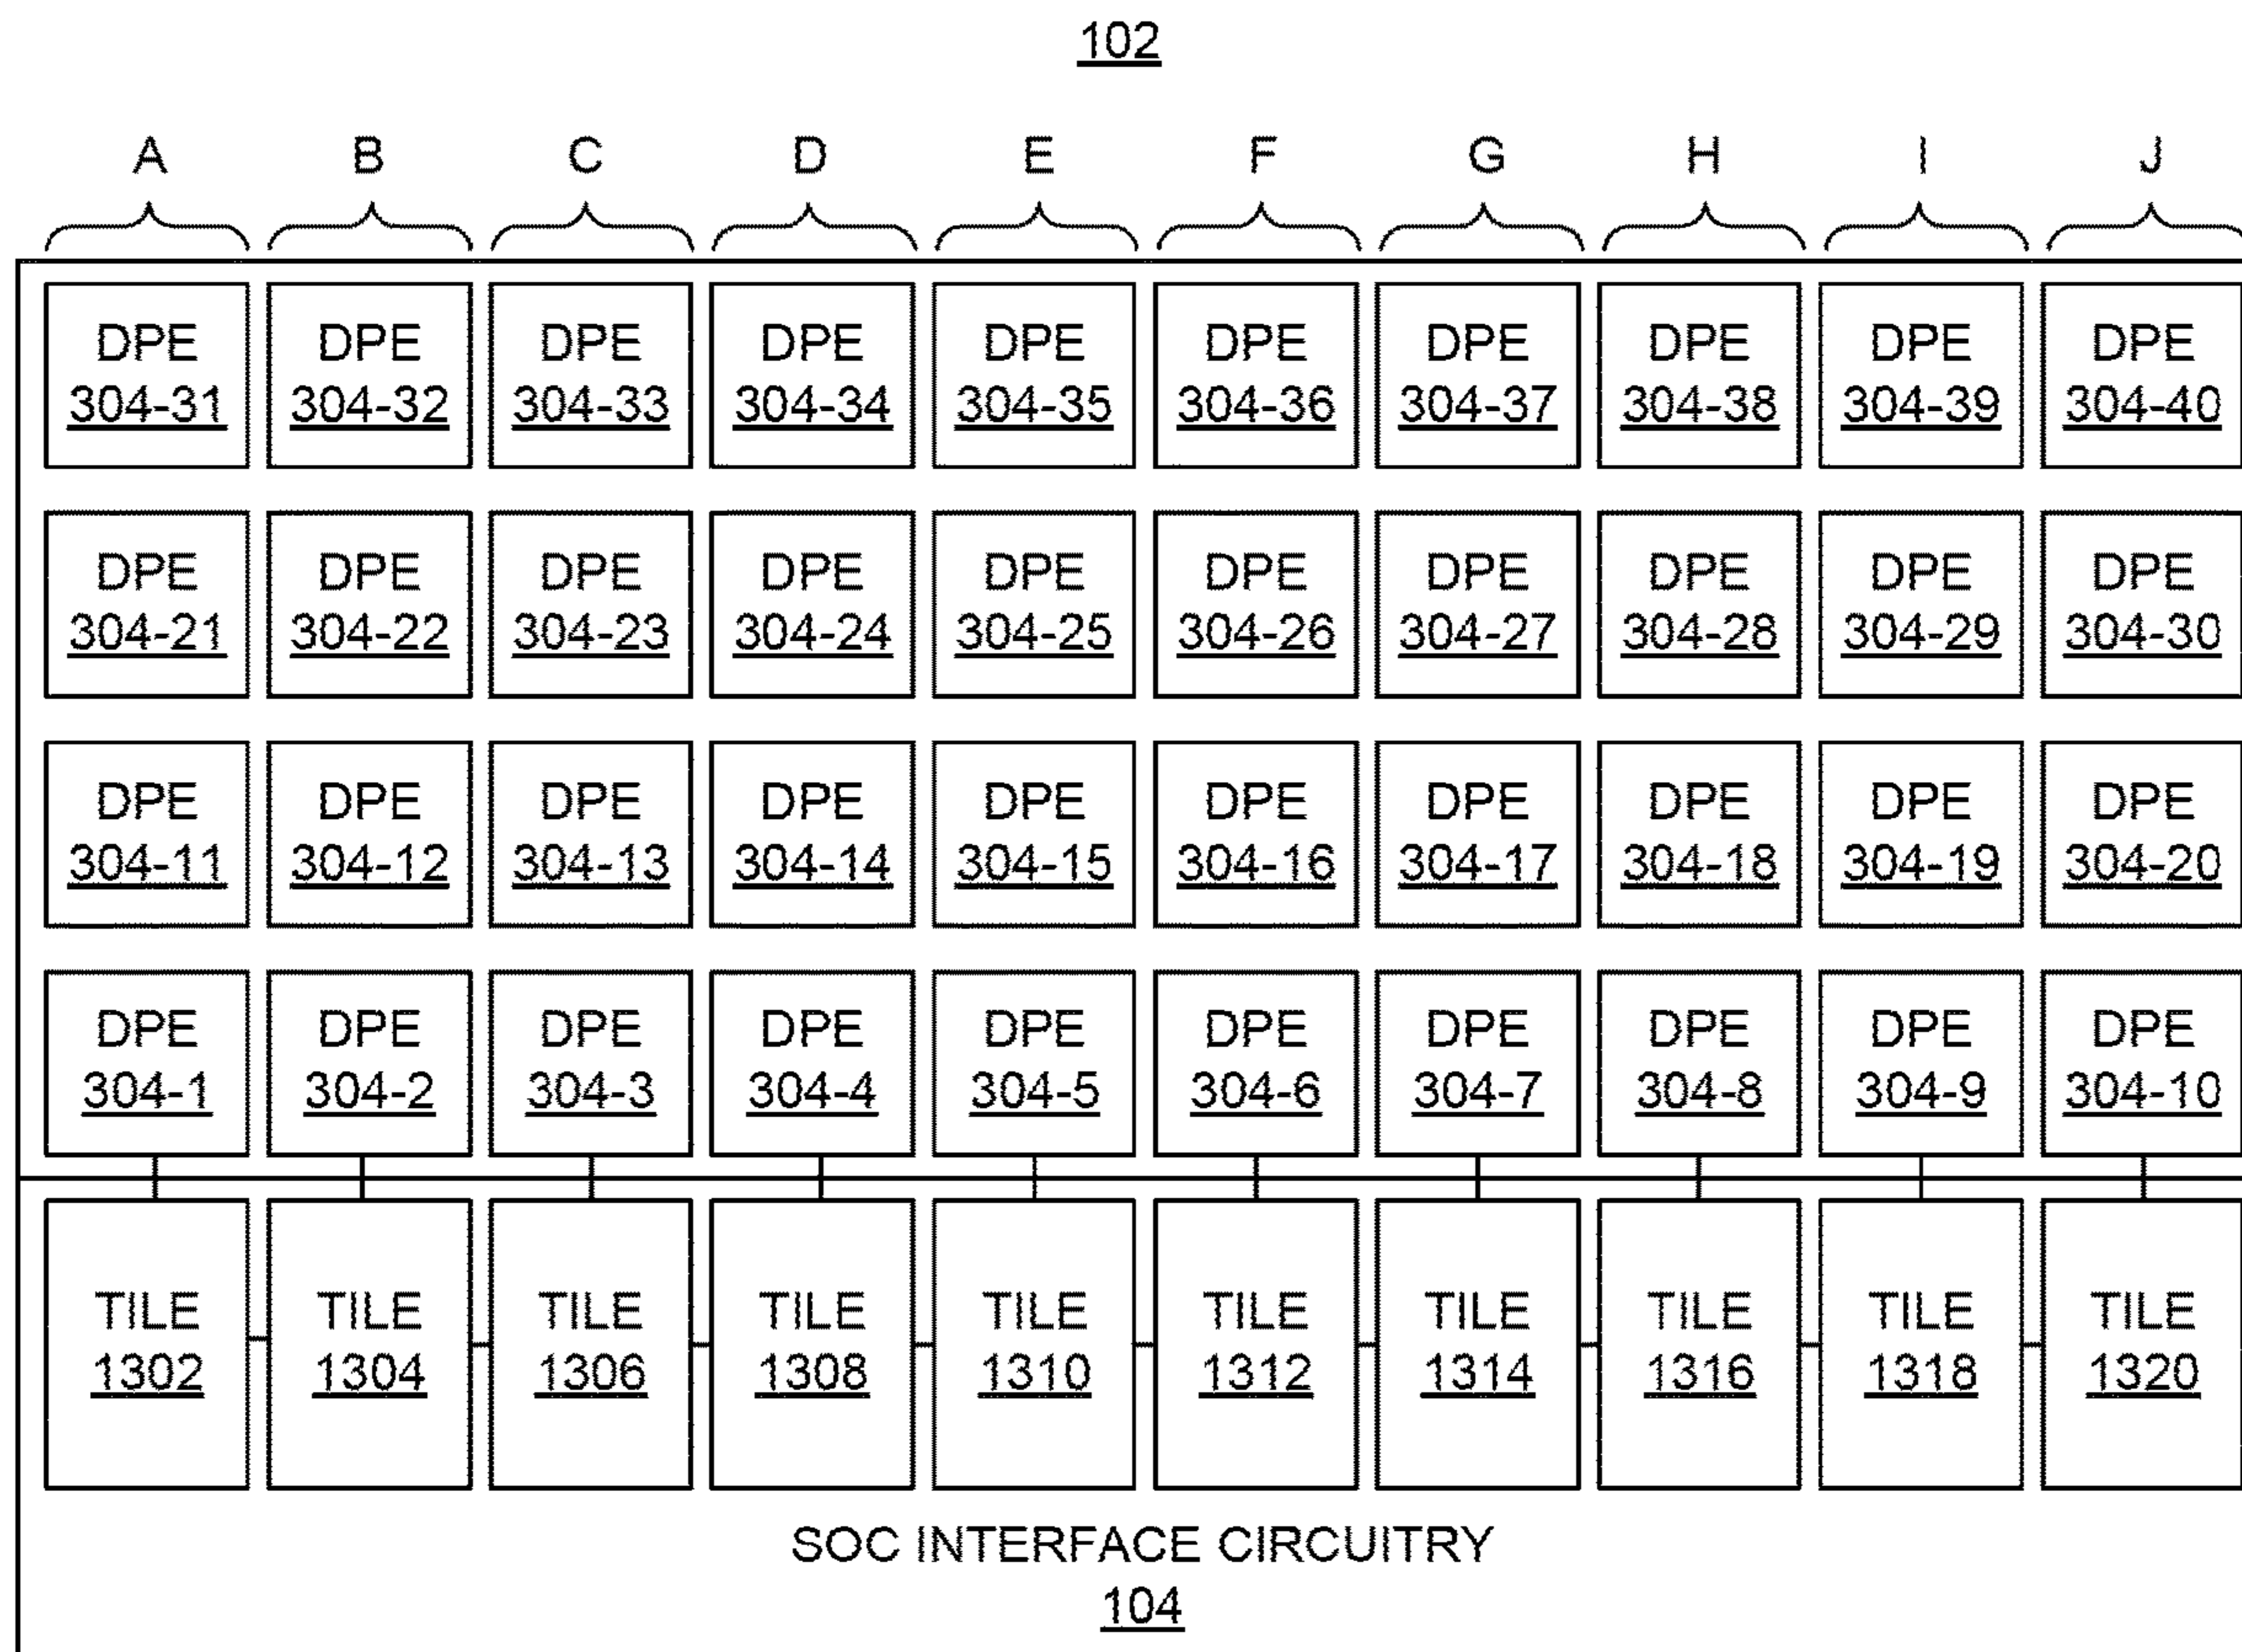 102
A B C D E F G H I J
DPE DPE DPE DPE DPE DPE DPE DPE DPE DPE
304-31 304-32 304-33 304-34 304-35 304-36 304-37 304-38 304-39 304-40
DPE DPE DPE DPE DPE DPE DPE DPE DPE DPE
304-21 304-22 304-23 304-24 304-25 304-26 304-27 304-28 304-29 304-30
DPE DPE DPE DPE DPE DPE DPE DPE DPE DPE
304-11 304-12 304-13 304-14 304-15 304-16 304-17 304-18 304-19 304-20
DPE DPE DPE DPE DPE DPE DPE DPE DPE DPE
304-1 304-2 304-3 304-4 304-5 304-6 304-7 304-8 304-9 304-10
TILE TILE TILE TILE TILE TILE TILE TILE TILE TILE
1302 1304 1306 1308 1310 1312 1314 1316 1318 1320
SOC INTERFACE CIRCUITRY
104